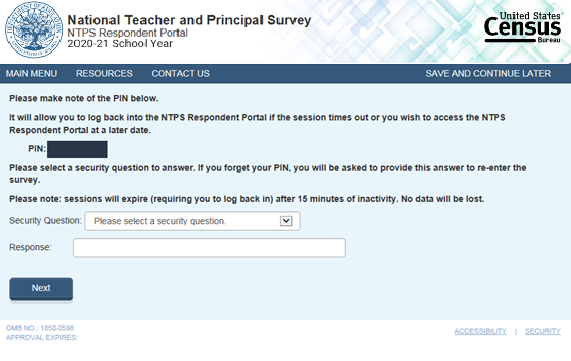 National Teacher and Principal Survey
NTPS Respondent Portal
2020-21 School Year
United States
Census
Bureau
MAIN MENU RESOURCES CONTACT US SAVE AND CONTINUE LATER
Please make note of the PIN below.
It will allow you to log back into the NTPS Respondent Portal if the session times out or you wish to access the NTPS
Respondent Portal at a later date.
PIN:
Please select a security question to answer. If you forget your PIN, you will be asked to provide this answer to re-enter the
survey.
Please note: sessions will expire (requiring you to log back in) after 15 minutes of inactivity. No data will be lost.
Security Question: Please select a security question.
Response:
Next
OMB NO.: 1850-0598
APPROVAL EXPIRES:
ACCESSIBILITY | SECURITY